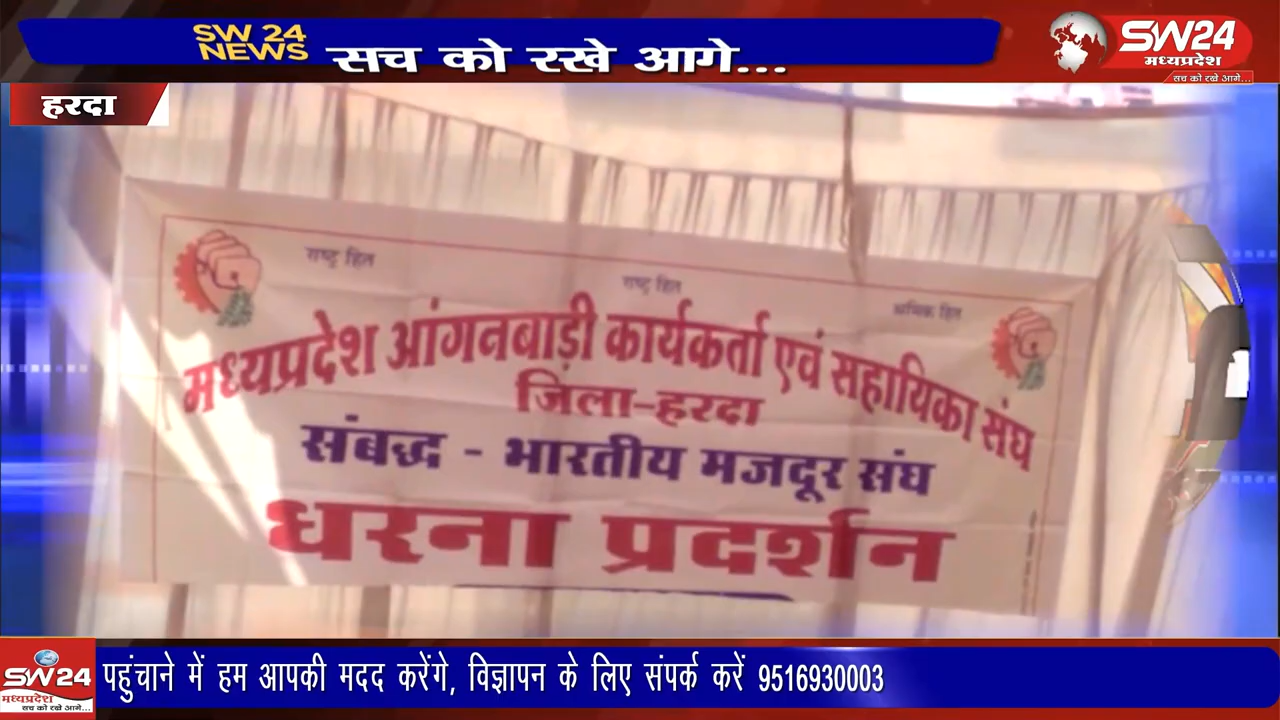 SW 24 NEWS सच को रखे आगे...
SW24
मध्यप्रदेश
सच को रखे आगे...
हरदा
राष्ट्र हित
राष्ट्र हित
श्रमिक हित
मध्यप्रदेश आंगनबाड़ी कार्यकर्ता एवं सहायिका संघ
जिला-हरदा
संबद्ध - भारतीय मजदूर संघ
धरना प्रदर्शन
SW24
मध्यप्रदेश
सच को रखे आगे...
पहुंचाने में हम आपकी मदद करेंगे, विज्ञापन के लिए संपर्क करें 9516930003